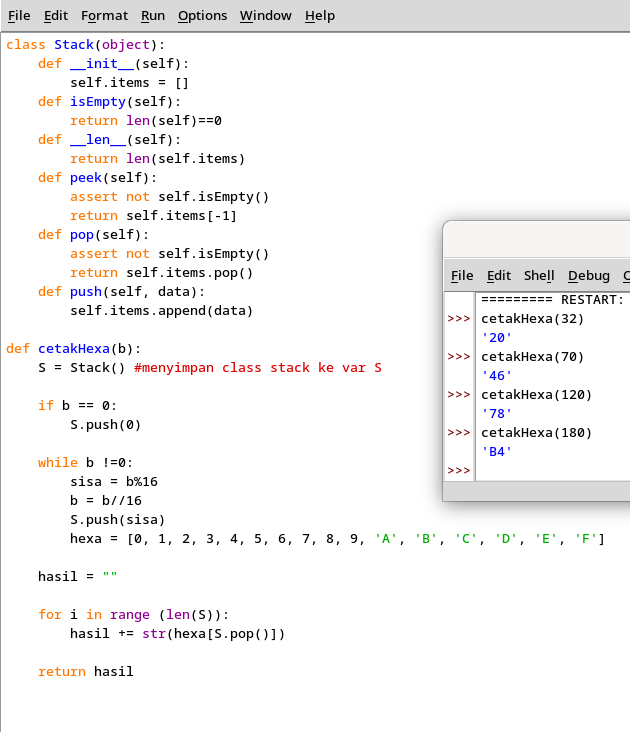 File Edit Format Run Options Window Help
class Stack(object):
    def __init__(self):
        self.items = []
    def isEmpty(self):
        return len(self)==0
    def __len__(self):
        return len(self.items)
    def peek(self):
        assert not self.isEmpty()
        return self.items[-1]
    def pop(self):
        assert not self.isEmpty()
        return self.items.pop()
    def push(self, data):
        self.items.append(data)
def cetakHexa(b):
    S = Stack() #menyimpan class stack ke var S
    if b == 0:
        S.push(0)
    while b !=0:
        sisa = b%16
        b = b//16
        S.push(sisa)
        hexa = [0, 1, 2, 3, 4, 5, 6, 7, 8, 9, 'A', 'B', 'C', 'D', 'E', 'F']
    hasil = ""
    for i in range (len(S)):
        hasil += str(hexa[S.pop()])
    return hasil
File Edit Shell Debug
========= RESTART:
>>> cetakHexa(32)
'20'
>>> cetakHexa(70)
'46'
>>> cetakHexa(120)
'78'
>>> cetakHexa(180)
'B4'
>>>